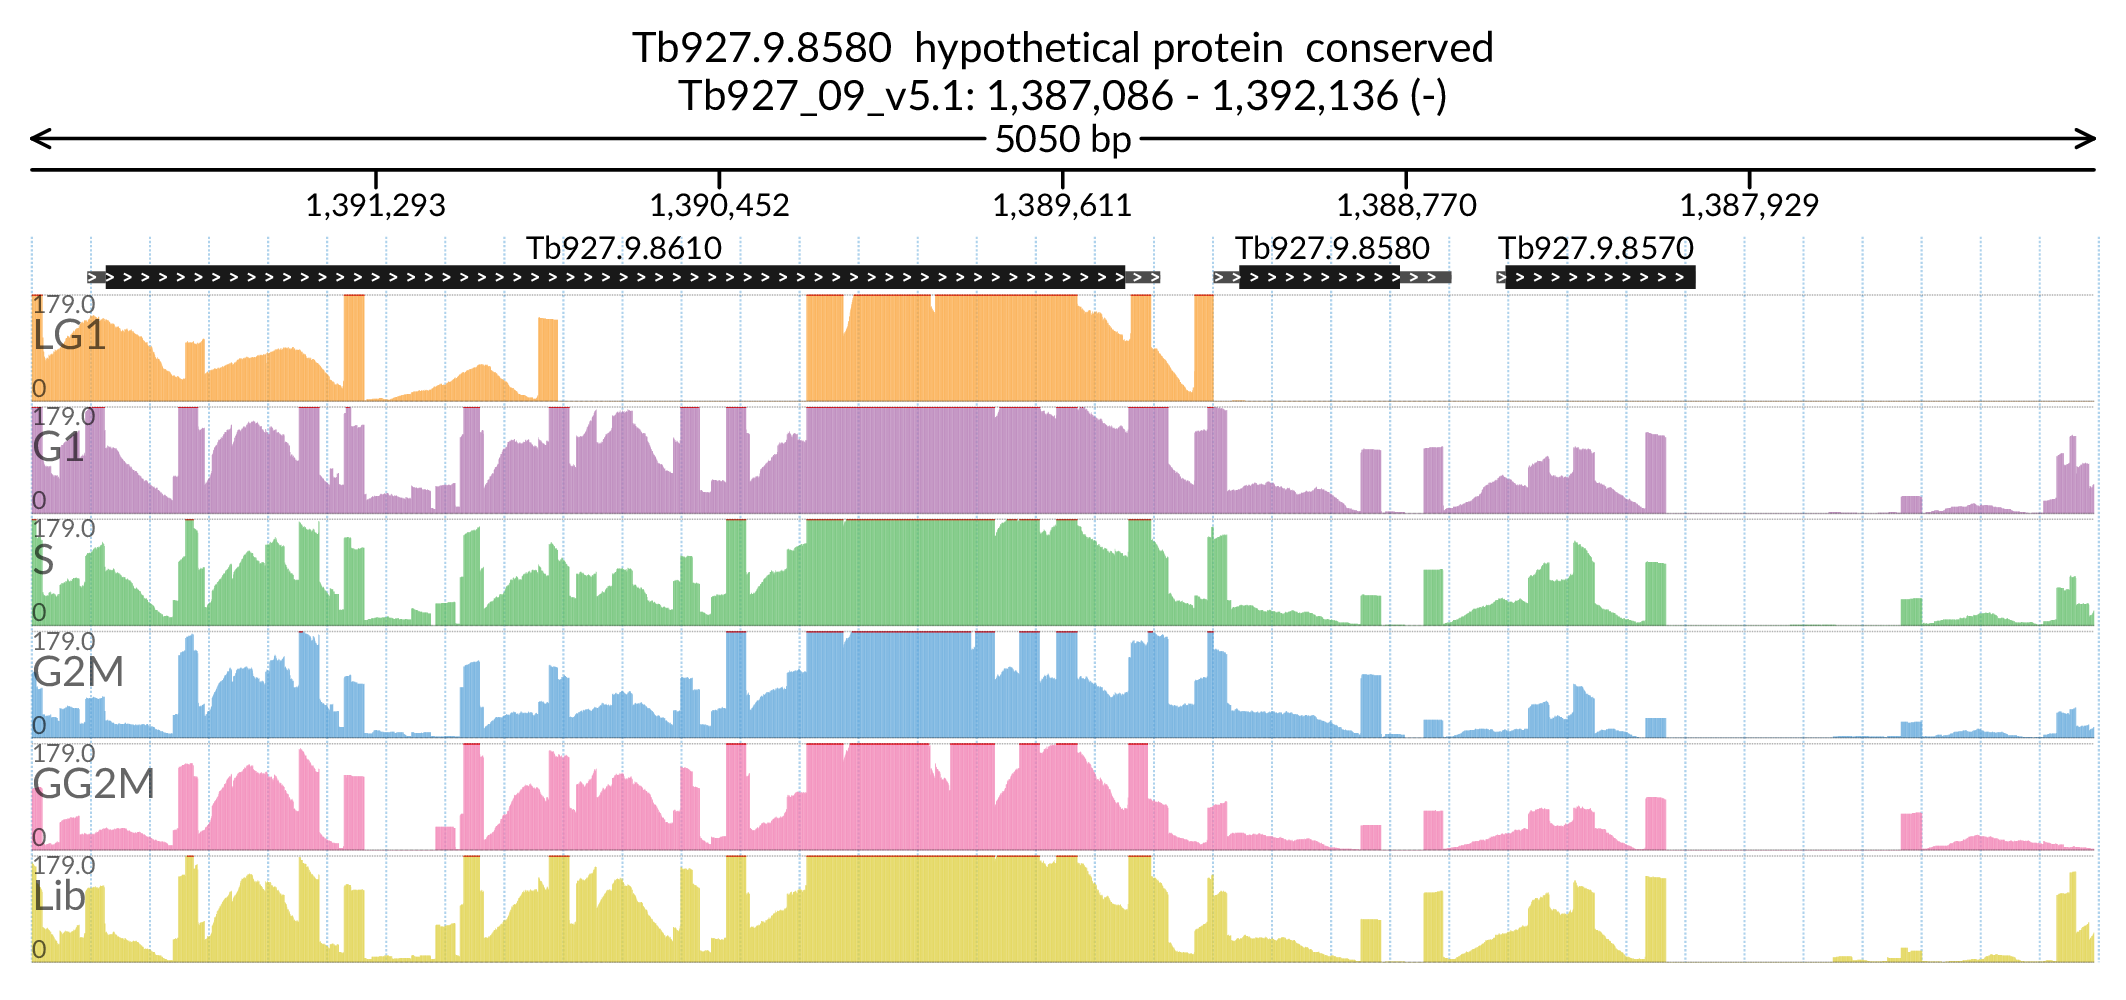 Tb927.9.8580  hypothetical protein  conserved
Tb927_09_v5.1: 1,387,086 - 1,392,136 (-)
5050 bp
1,391,293 1,390,452 1,389,611 1,388,770 1,387,929
Tb927.9.8610 Tb927.9.8580 Tb927.9.8570
179.0
LG1
0
179.0
G1
0
179.0
S
0
179.0
G2M
0
179.0
GG2M
0
179.0
Lib
0